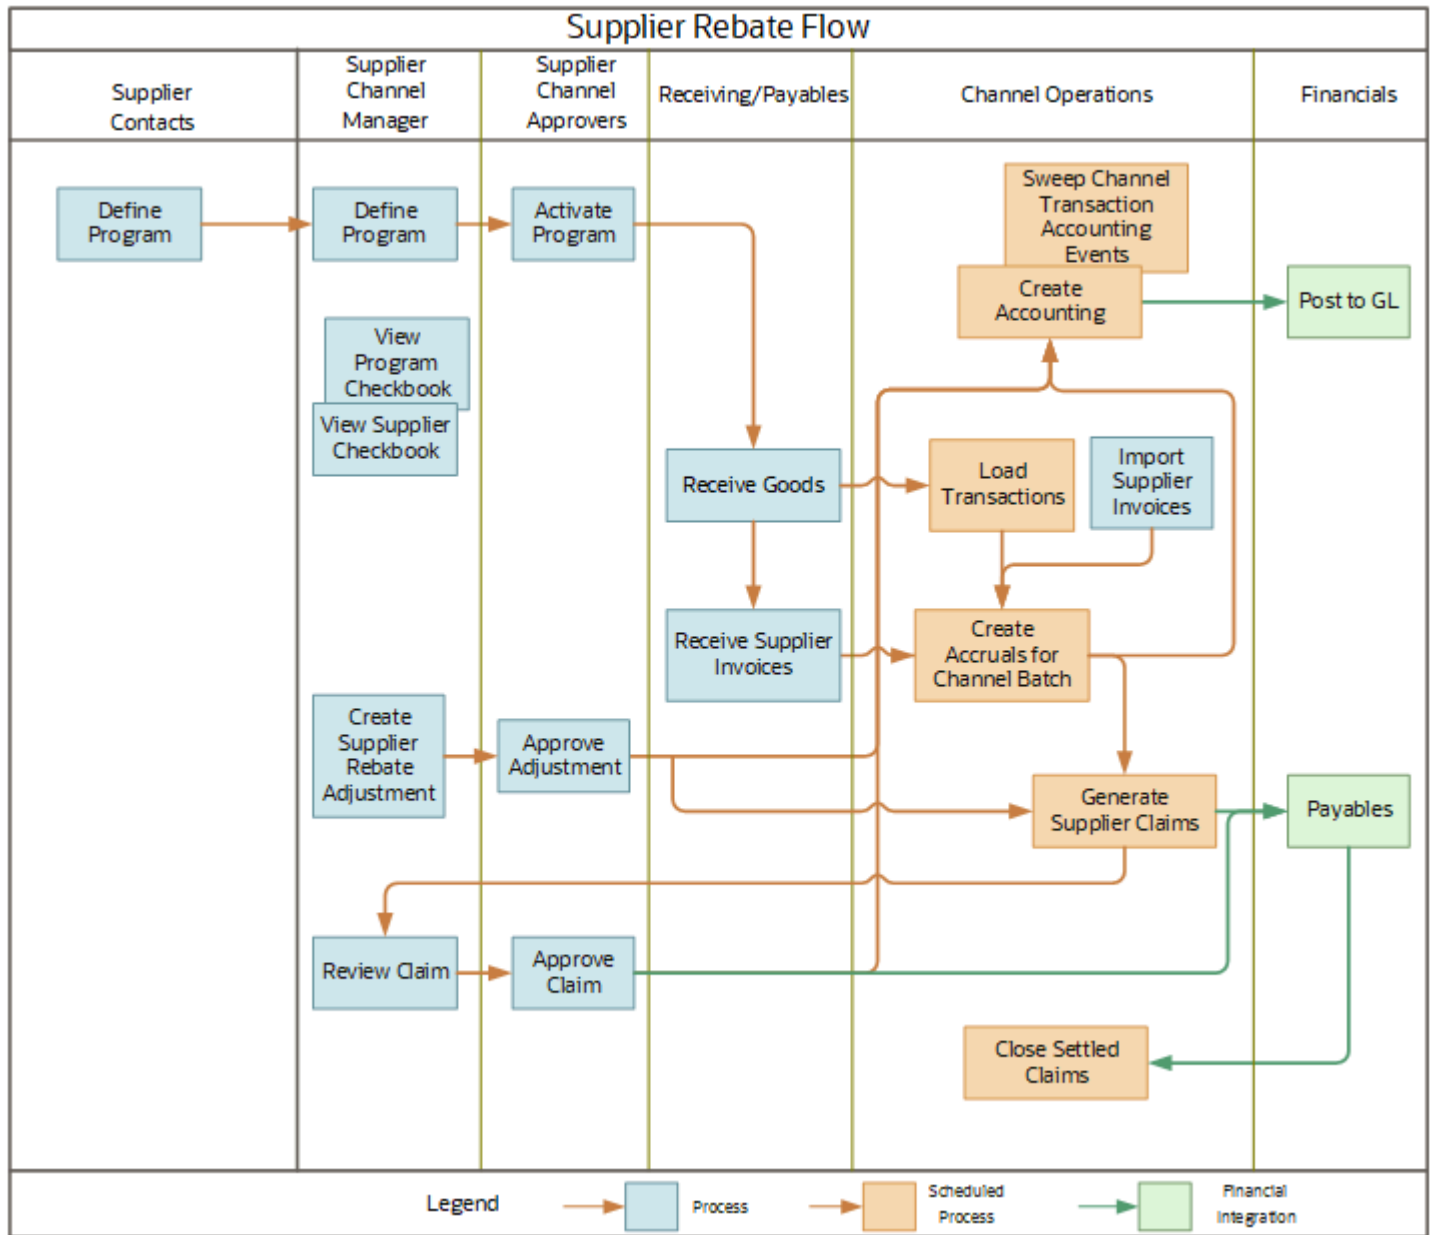 Supplier Rebate Flow
Supplier
Contacts
Supplier
Channel
Manager
Supplier
Channel
Approvers
Receiving/Payables
Channel Operations
Financials
Define
Program
Define
Program
Activate
Program
Sweep Channel
Transaction
Accounting
Events
Create
Accounting
Post to GL
View
Program
Checkbook
View Supplier
Checkbook
Receive Goods
Load
Transactions
Import
Supplier
Invoices
Receive Supplier
Invoices
Create
Accruals for
Channel Batch
Create
Supplier
Rebate
Adjustment
Approve
Adjustment
Generate
Supplier Claims
Payables
Review Claim
Approve
Claim
Close Settled
Claims
Legend
Process
Scheduled
Process
Financial
Integration